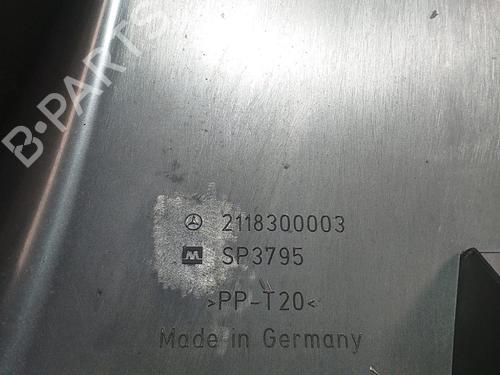 B-PARTS
2118300003
M SP3795
>PP-T20<
Made in Germany